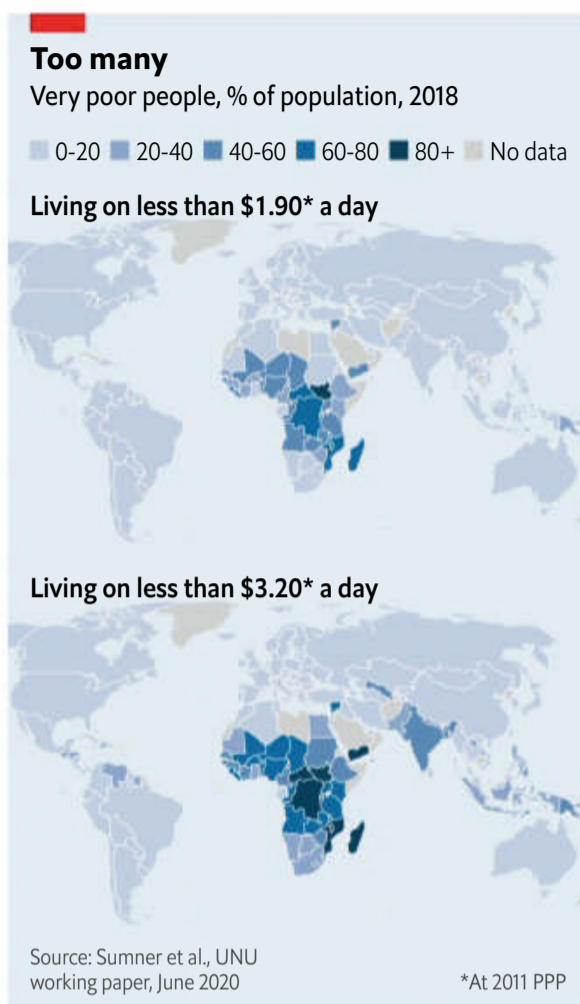 Too many
Very poor people, % of population, 2018
0-20 20-40 40-60 60-80 80+ No data
Living on less than $1.90* a day
Living on less than $3.20* a day
Source: Sumner et al., UNU
working paper, June 2020
*At 2011 PPP